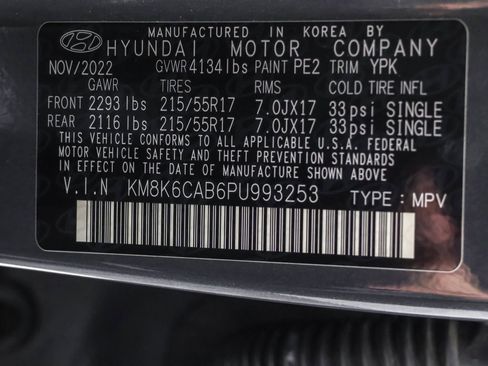 MANUFACTURED IN KOREA BY
HYUNDAI MOTOR COMPANY
NOV/2022 GVWR 4134 lbs PAINT PE2 TRIM YPK
GAWR TIRES RIMS COLD TIRE INFL
FRONT 2293 lbs 215/55R17 7.0JX17 33psi SINGLE
REAR 2116 lbs 215/55R17 7.0JX17 33psi SINGLE
THIS VEHICLE CONFORMS TO ALL APPLICABLE U.S.A. FEDERAL
MOTOR VEHICLE SAFETY AND THEFT PREVENTION STANDARDS
IN EFFECT ON THE DATE OF MANUFACTURE SHOWN ABOVE.
V.I.N KM8K6CAB6PU993253 TYPE : MPV